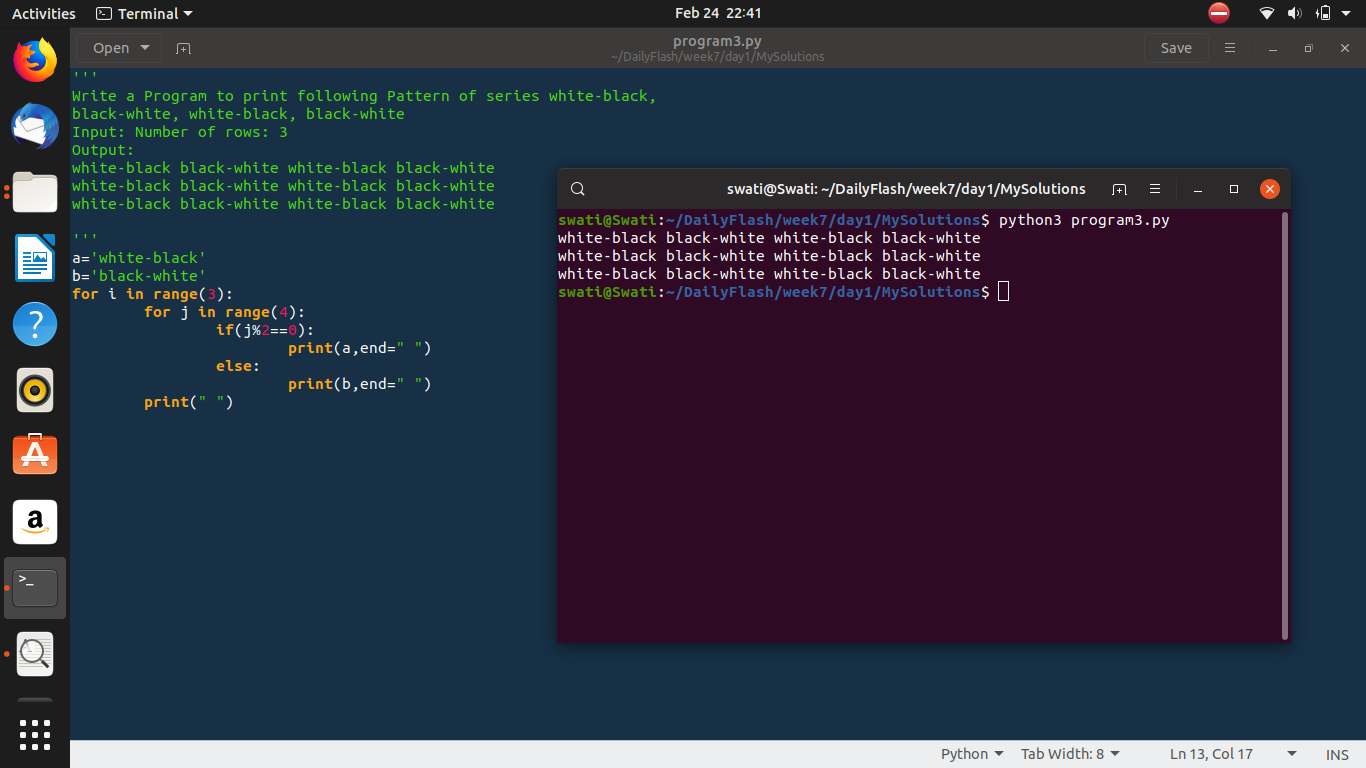 Activities Terminal Feb 24 22:41
Open program3.py Save
~/DailyFlash/week7/day1/MySolutions
'''
Write a Program to print following Pattern of series white-black,
black-white, white-black, black-white
Input: Number of rows: 3
Output:
white-black black-white white-black black-white
white-black black-white white-black black-white
white-black black-white white-black black-white
'''
a='white-black'
b='black-white'
for i in range(3):
        for j in range(4):
                if(j%2==0):
                        print(a,end=" ")
                else:
                        print(b,end=" ")
        print(" ")
swati@Swati: ~/DailyFlash/week7/day1/MySolutions
swati@Swati:~/DailyFlash/week7/day1/MySolutions$ python3 program3.py
white-black black-white white-black black-white
white-black black-white white-black black-white
white-black black-white white-black black-white
swati@Swati:~/DailyFlash/week7/day1/MySolutions$
?
a
>_
Python Tab Width: 8 Ln 13, Col 17 INS